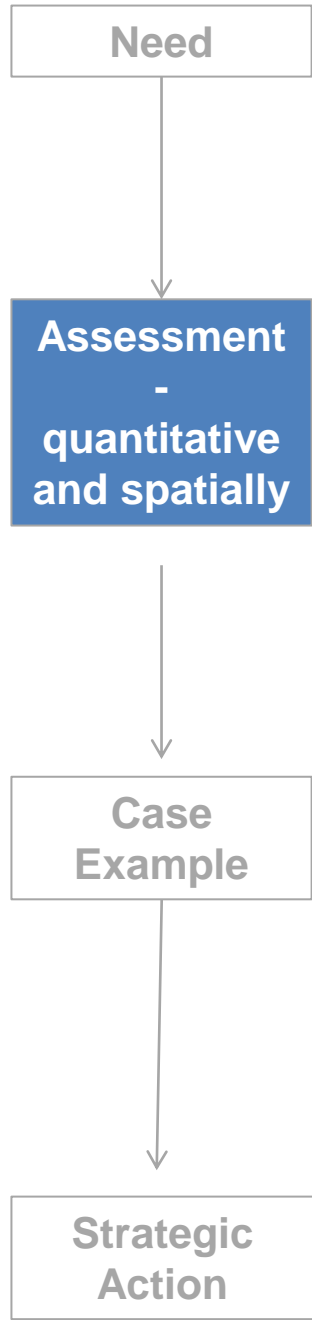 Need
Assessment
-
quantitative
and spatially
Case
Example
Strategic
Action